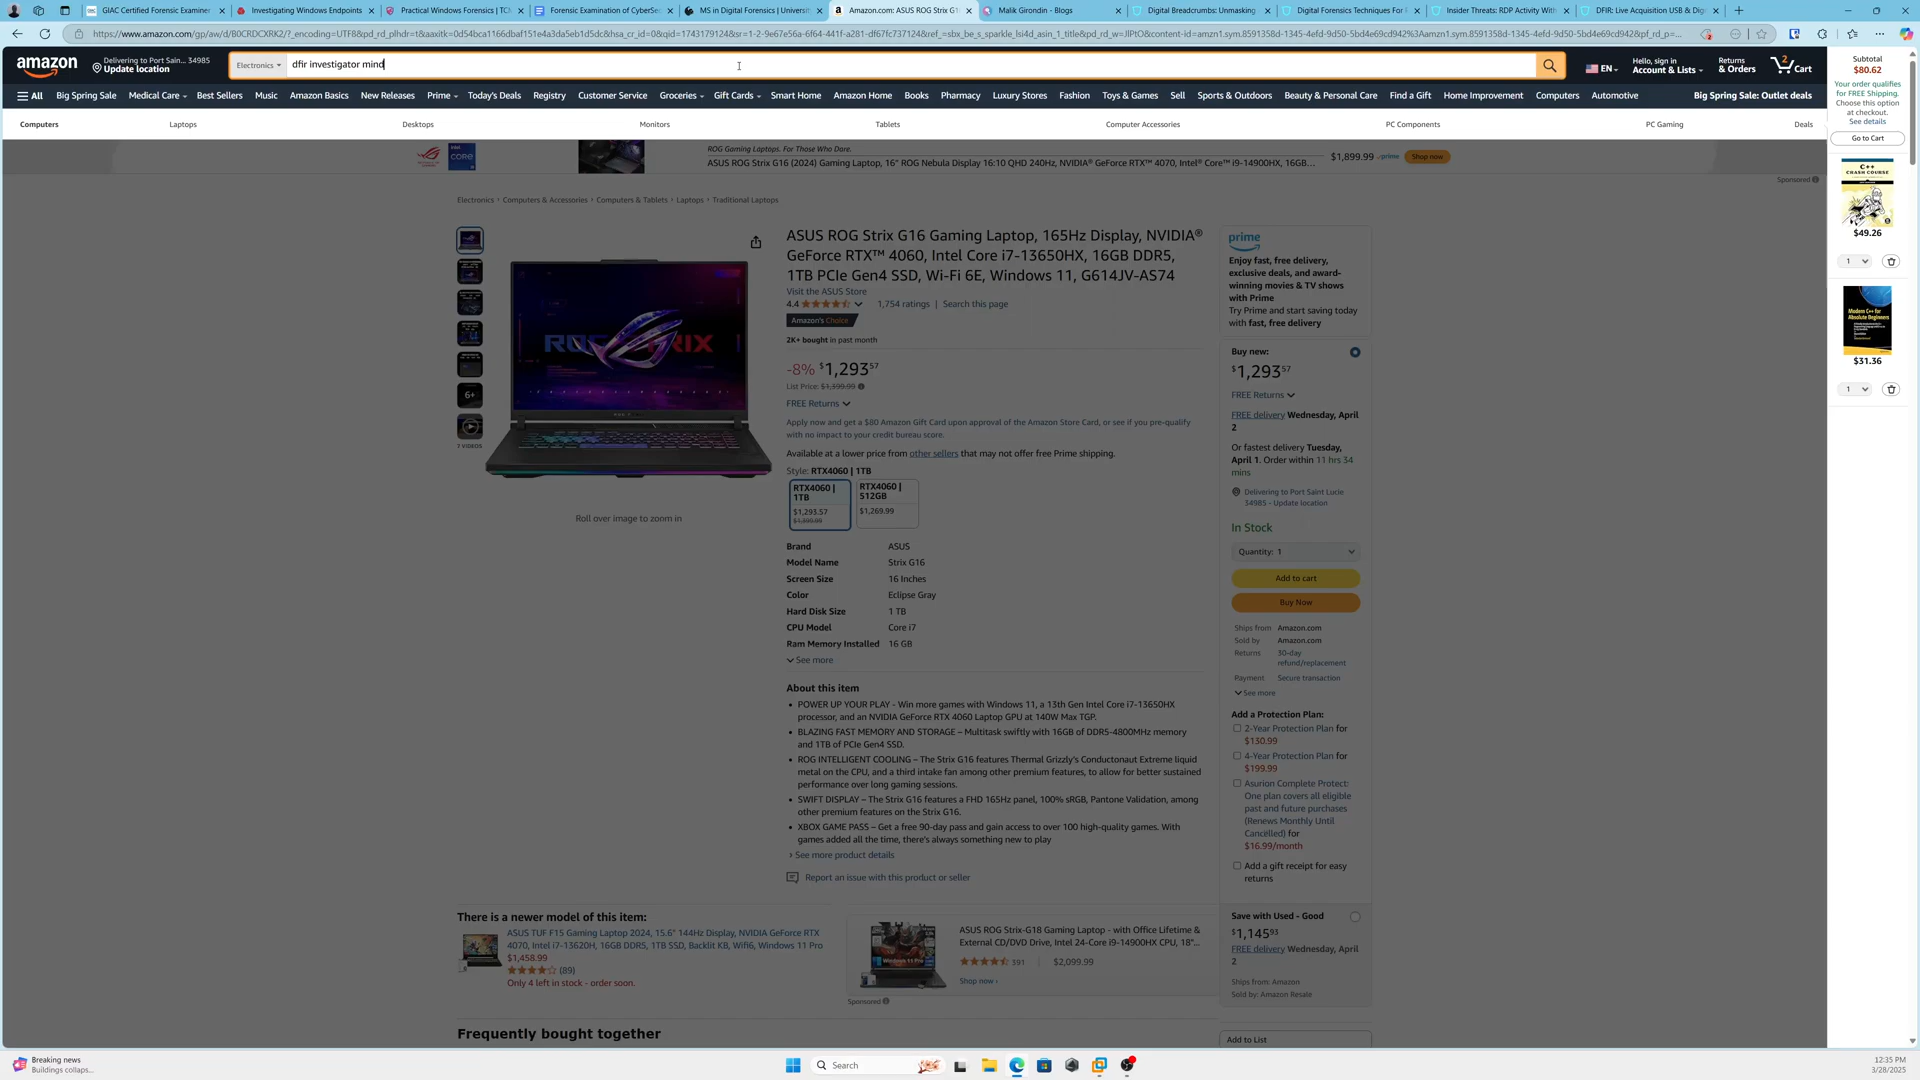 GIAC Certified Forensic Examiner
Investigating Windows Endpoints
Practical Windows Forensics | TCM
Forensic Examination of CyberSec
MS in Digital Forensics | Universit
Amazon.com: ASUS ROG Strix G1
Malik Girondin - Blogs
Digital Breadcrumbs: Unmasking
Digital Forensics Techniques For
Insider Threats: RDP Activity With
DFIR: Live Acquisition USB & Digi
amazon
Delivering to Port Sain... 34985
Update location
Electronics
dfir investigator mind
EN
Hello, sign in
Account & Lists
Returns
& Orders
2
Cart
All
Big Spring Sale
Medical Care
Best Sellers
Music
Amazon Basics
New Releases
Prime
Today's Deals
Registry
Customer Service
Groceries
Gift Cards
Smart Home
Amazon Home
Books
Pharmacy
Luxury Stores
Fashion
Toys & Games
Sell
Sports & Outdoors
Beauty & Personal Care
Find a Gift
Home Improvement
Computers
Automotive
Big Spring Sale: Outlet deals
Computers
Laptops
Desktops
Monitors
Tablets
Computer Accessories
PC Components
PC Gaming
Deals
ROG Gaming Laptops. For Those Who Dare.
ASUS ROG Strix G16 (2024) Gaming Laptop, 16" ROG Nebula Display 16:10 QHD 240Hz, NVIDIA® GeForce RTX™ 4070, Intel® Core™ i9-14900HX, 16GB...
$1,899.99
prime
Shop now
Sponsored
Electronics › Computers & Accessories › Computers & Tablets › Laptops › Traditional Laptops
ASUS ROG Strix G16 Gaming Laptop, 165Hz Display, NVIDIA®
GeForce RTX™ 4060, Intel Core i7-13650HX, 16GB DDR5,
1TB PCIe Gen4 SSD, Wi-Fi 6E, Windows 11, G614JV-AS74
Visit the ASUS Store
4.4
1,754 ratings | Search this page
Amazon's Choice
2K+ bought in past month
-8% $1,293 57
List Price: $1,399.99
FREE Returns
Apply now and get a $80 Amazon Gift Card upon approval of the Amazon Store Card, or see if you pre-qualify
with no impact to your credit bureau score.
Available at a lower price from other sellers that may not offer free Prime shipping.
Style: RTX4060 | 1TB
RTX4060 |
1TB
$1,293.57
$1,399.99
RTX4060 |
512GB
$1,269.99
6+
7 VIDEOS
Roll over image to zoom in
Brand ASUS
Model Name Strix G16
Screen Size 16 Inches
Color Eclipse Gray
Hard Disk Size 1 TB
CPU Model Core i7
Ram Memory Installed 16 GB
See more
About this item
POWER UP YOUR PLAY - Win more games with Windows 11, a 13th Gen Intel Core i7-13650HX
processor, and an NVIDIA GeForce RTX 4060 Laptop GPU at 140W Max TGP.
BLAZING FAST MEMORY AND STORAGE – Multitask swiftly with 16GB of DDR5-4800MHz memory
and 1TB of PCIe Gen4 SSD.
ROG INTELLIGENT COOLING – The Strix G16 features Thermal Grizzly's Conductonaut Extreme liquid
metal on the CPU, and a third intake fan among other premium features, to allow for better sustained
performance over long gaming sessions.
SWIFT DISPLAY – The Strix G16 features a FHD 165Hz panel, 100% sRGB, Pantone Validation, among
other premium features on the Strix G16.
XBOX GAME PASS – Get a free 90-day pass and gain access to over 100 high-quality games. With
games added all the time, there's always something new to play
› See more product details
Report an issue with this product or seller
There is a newer model of this item:
ASUS TUF F15 Gaming Laptop 2024, 15.6" 144Hz Display, NVIDIA GeForce RTX
4070, Intel i7-13620H, 16GB DDR5, 1TB SSD, Backlit KB, Wifi6, Windows 11 Pro
$1,458.99
(89)
Only 4 left in stock - order soon.
ASUS ROG Strix-G18 Gaming Laptop - with Office Lifetime &
External CD/DVD Drive, Intel 24-Core i9-14900HX CPU, 18"...
391 | $2,099.99
Shop now ›
Sponsored
Frequently bought together
prime
Enjoy fast, free delivery,
exclusive deals, and award-
winning movies & TV shows
with Prime
Try Prime and start saving today
with fast, free delivery
Buy new:
$1,293 57
FREE Returns
FREE delivery Wednesday, April
2
Or fastest delivery Tuesday,
April 1. Order within 11 hrs 34
mins
Delivering to Port Saint Lucie
34985 - Update location
In Stock
Quantity: 1
Add to cart
Buy Now
Ships from Amazon.com
Sold by Amazon.com
Returns 30-day
refund/replacement
Payment Secure transaction
See more
Add a Protection Plan:
2-Year Protection Plan for
$130.99
4-Year Protection Plan for
$199.99
Asurion Complete Protect:
One plan covers all eligible
past and future purchases
(Renews Monthly Until
Cancelled) for
$16.99/month
Add a gift receipt for easy
returns
Save with Used - Good
$1,145 93
FREE delivery Wednesday, April
2
Ships from: Amazon
Sold by: Amazon Resale
Add to List
Subtotal
$80.62
Your order qualifies
for FREE Shipping.
Choose this option
at checkout.
See details
Go to Cart
C++
CRASH COURSE
$49.26
1
Modern C++ for
Absolute Beginners
$31.36
1
Breaking news
Buildings collaps...
Search
12:35 PM
3/28/2025